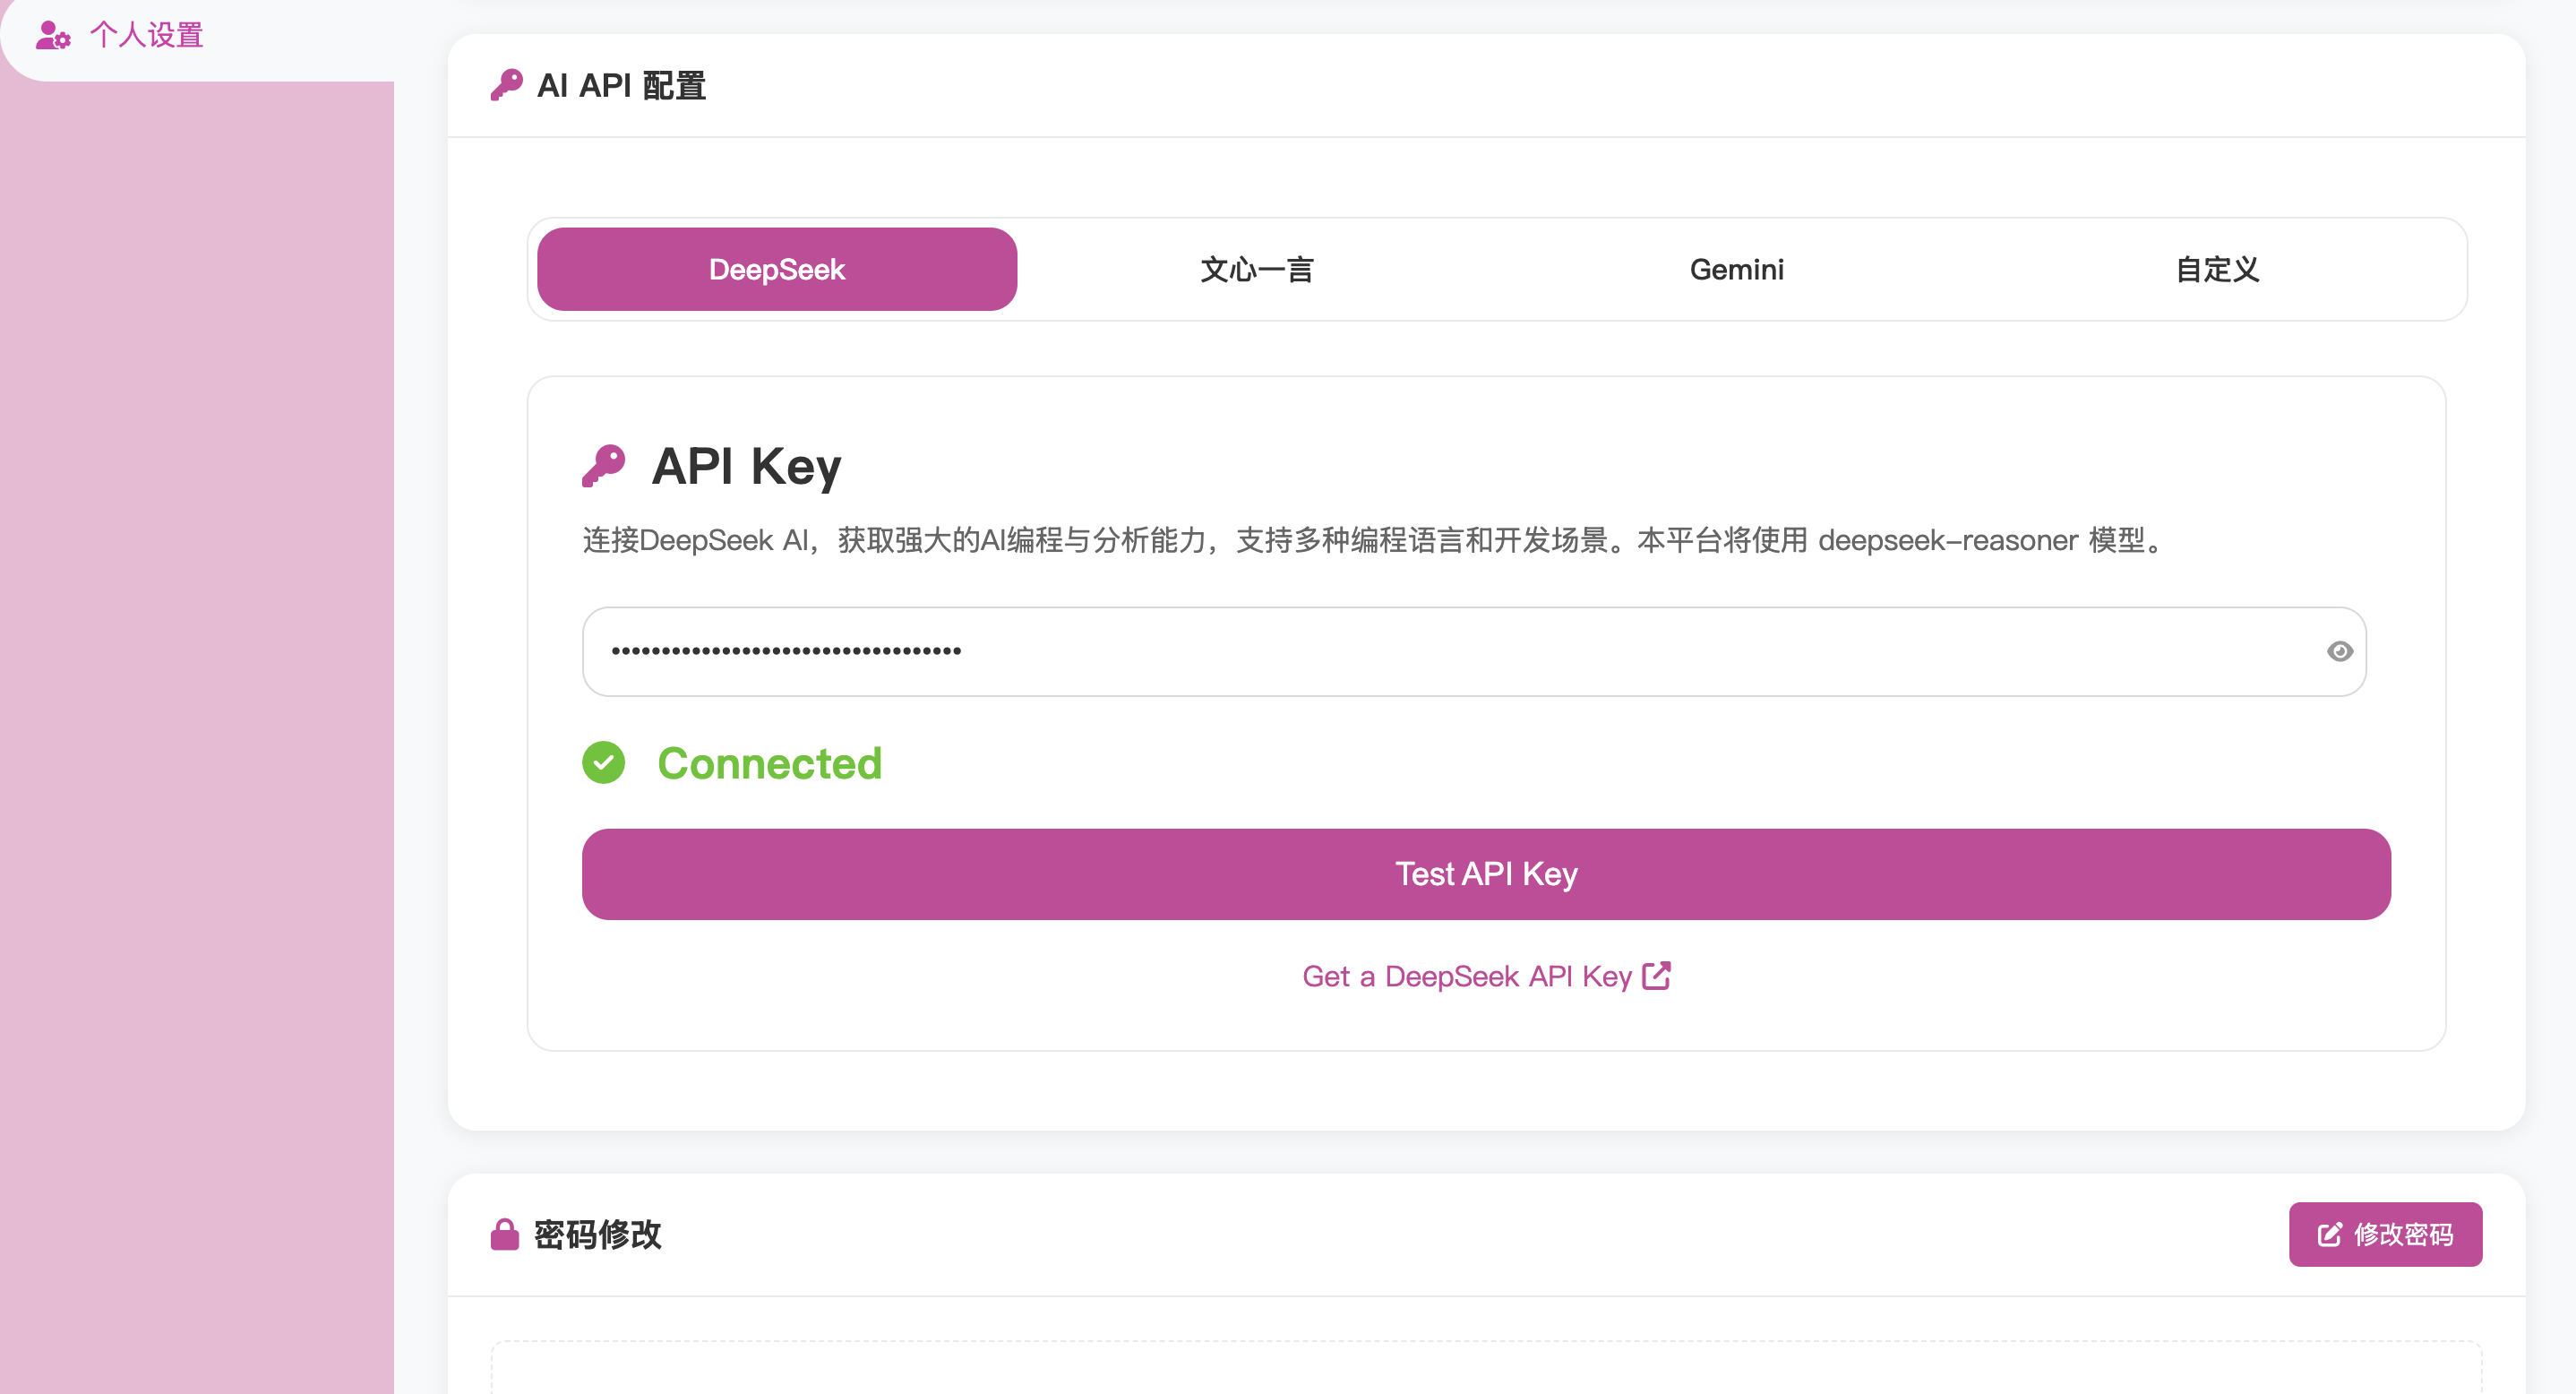 个人设置
AI API 配置
DeepSeek
文心一言
Gemini
自定义
API Key
连接DeepSeek AI，获取强大的AI编程与分析能力，支持多种编程语言和开发场景。本平台将使用 deepseek-reasoner 模型。
•••••••••••••••••••••••••••••••••••
Connected
Test API Key
Get a DeepSeek API Key
密码修改
修改密码